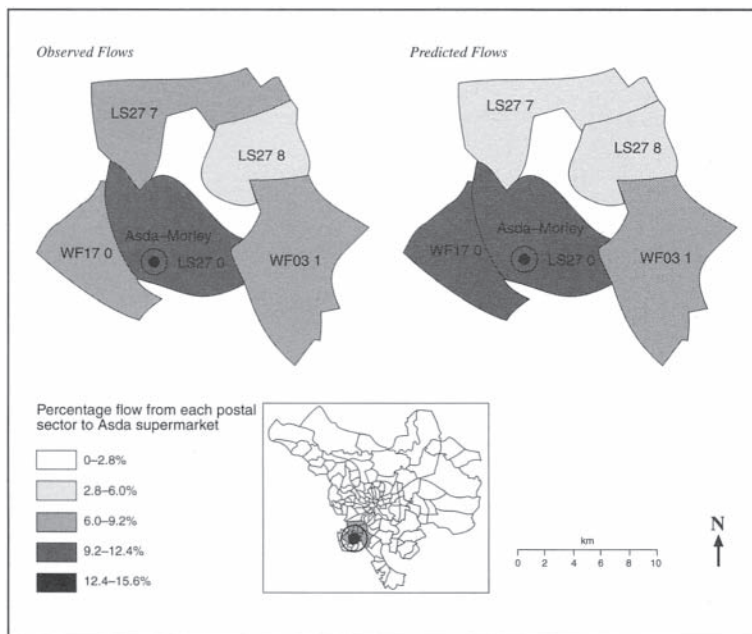 Observed Flows
LS27 7
LS27 8
WF17 0
Asda–Morley
LS27 0
WF03 1
Predicted Flows
LS27 7
LS27 8
WF17 0
Asda–Morley
LS27 0
WF03 1
Percentage flow from each postal
sector to Asda supermarket
0–2.8%
2.8–6.0%
6.0–9.2%
9.2–12.4%
12.4–15.6%
km
0 2 4 6 8 10
N